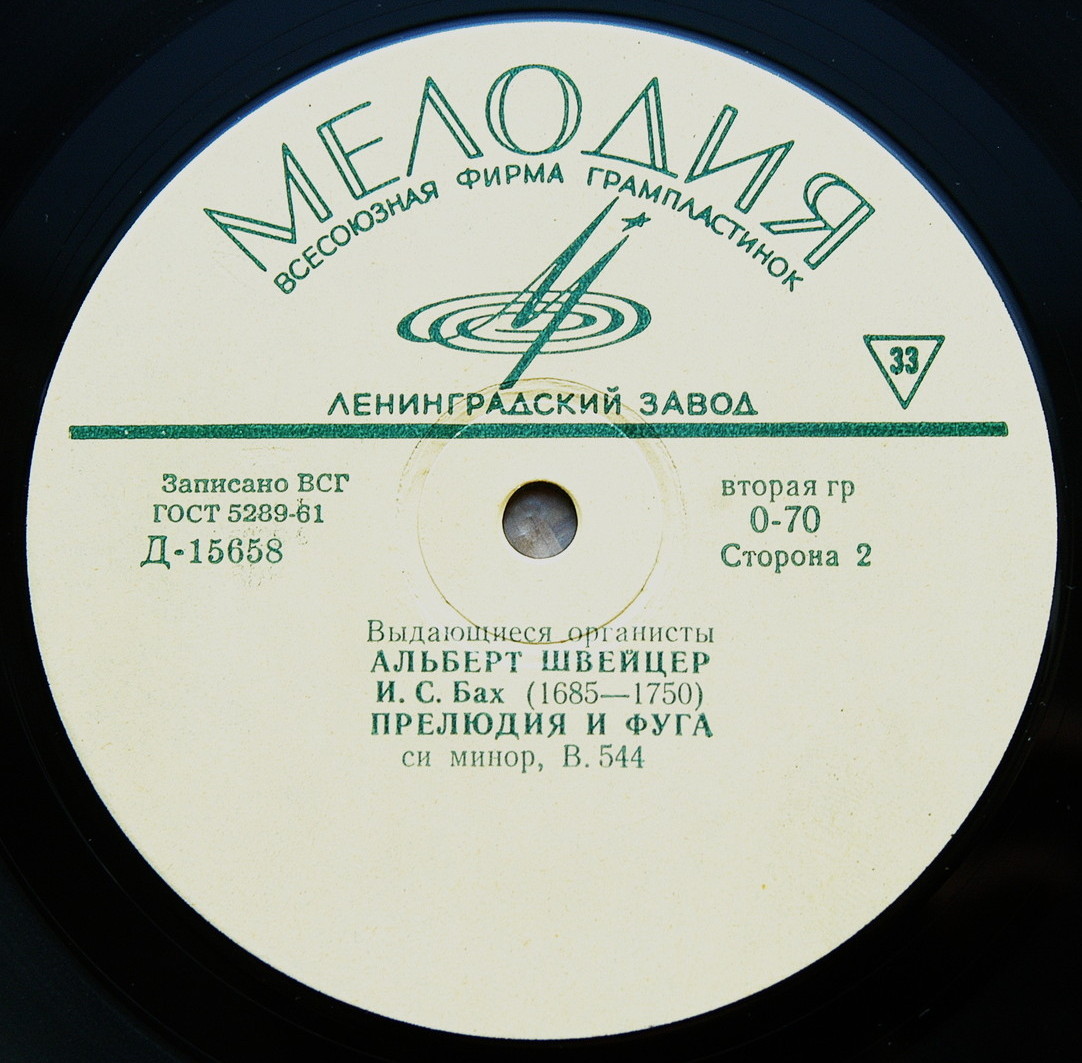 МЕЛОДИЯ
ВСЕСОЮЗНАЯ ФИРМА ГРАМПЛАСТИНОК
33
ЛЕНИНГРАДСКИЙ ЗАВОД
Записано ВСГ
ГОСТ 5289-61
Д-15658
вторая гр
0-70
Сторона 2
Выдающиеся органисты
АЛЬБЕРТ ШВЕЙЦЕР
И. С. Бах (1685—1750)
ПРЕЛЮДИЯ И ФУГА
си минор, В. 544